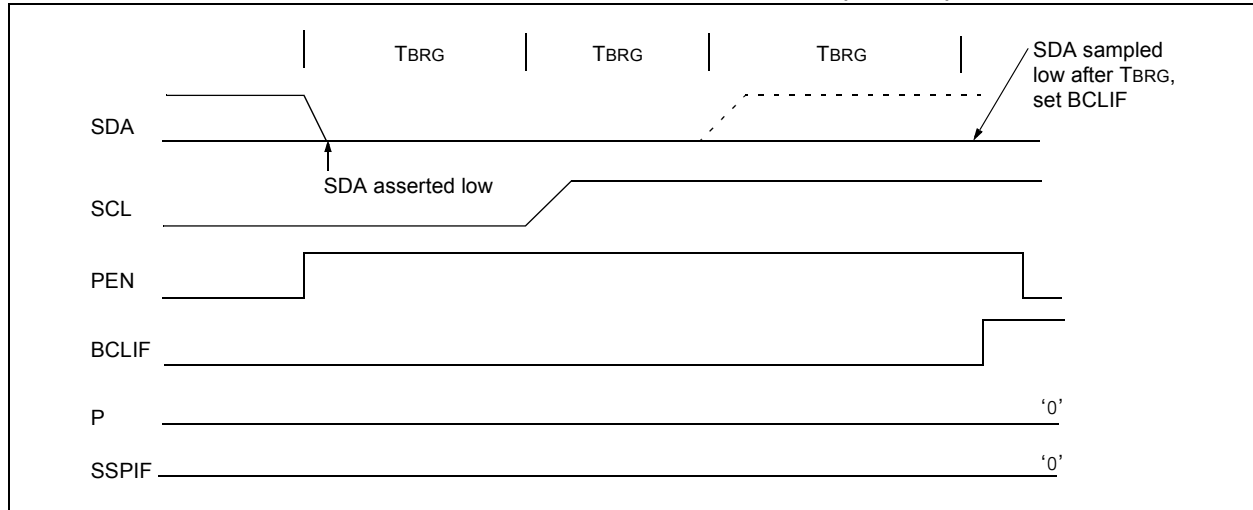 TBRG TBRG TBRG
SDA sampled
low after TBRG,
set BCLIF
SDA
SDA asserted low
SCL
PEN
BCLIF
P
‘0’
SSPIF
‘0’